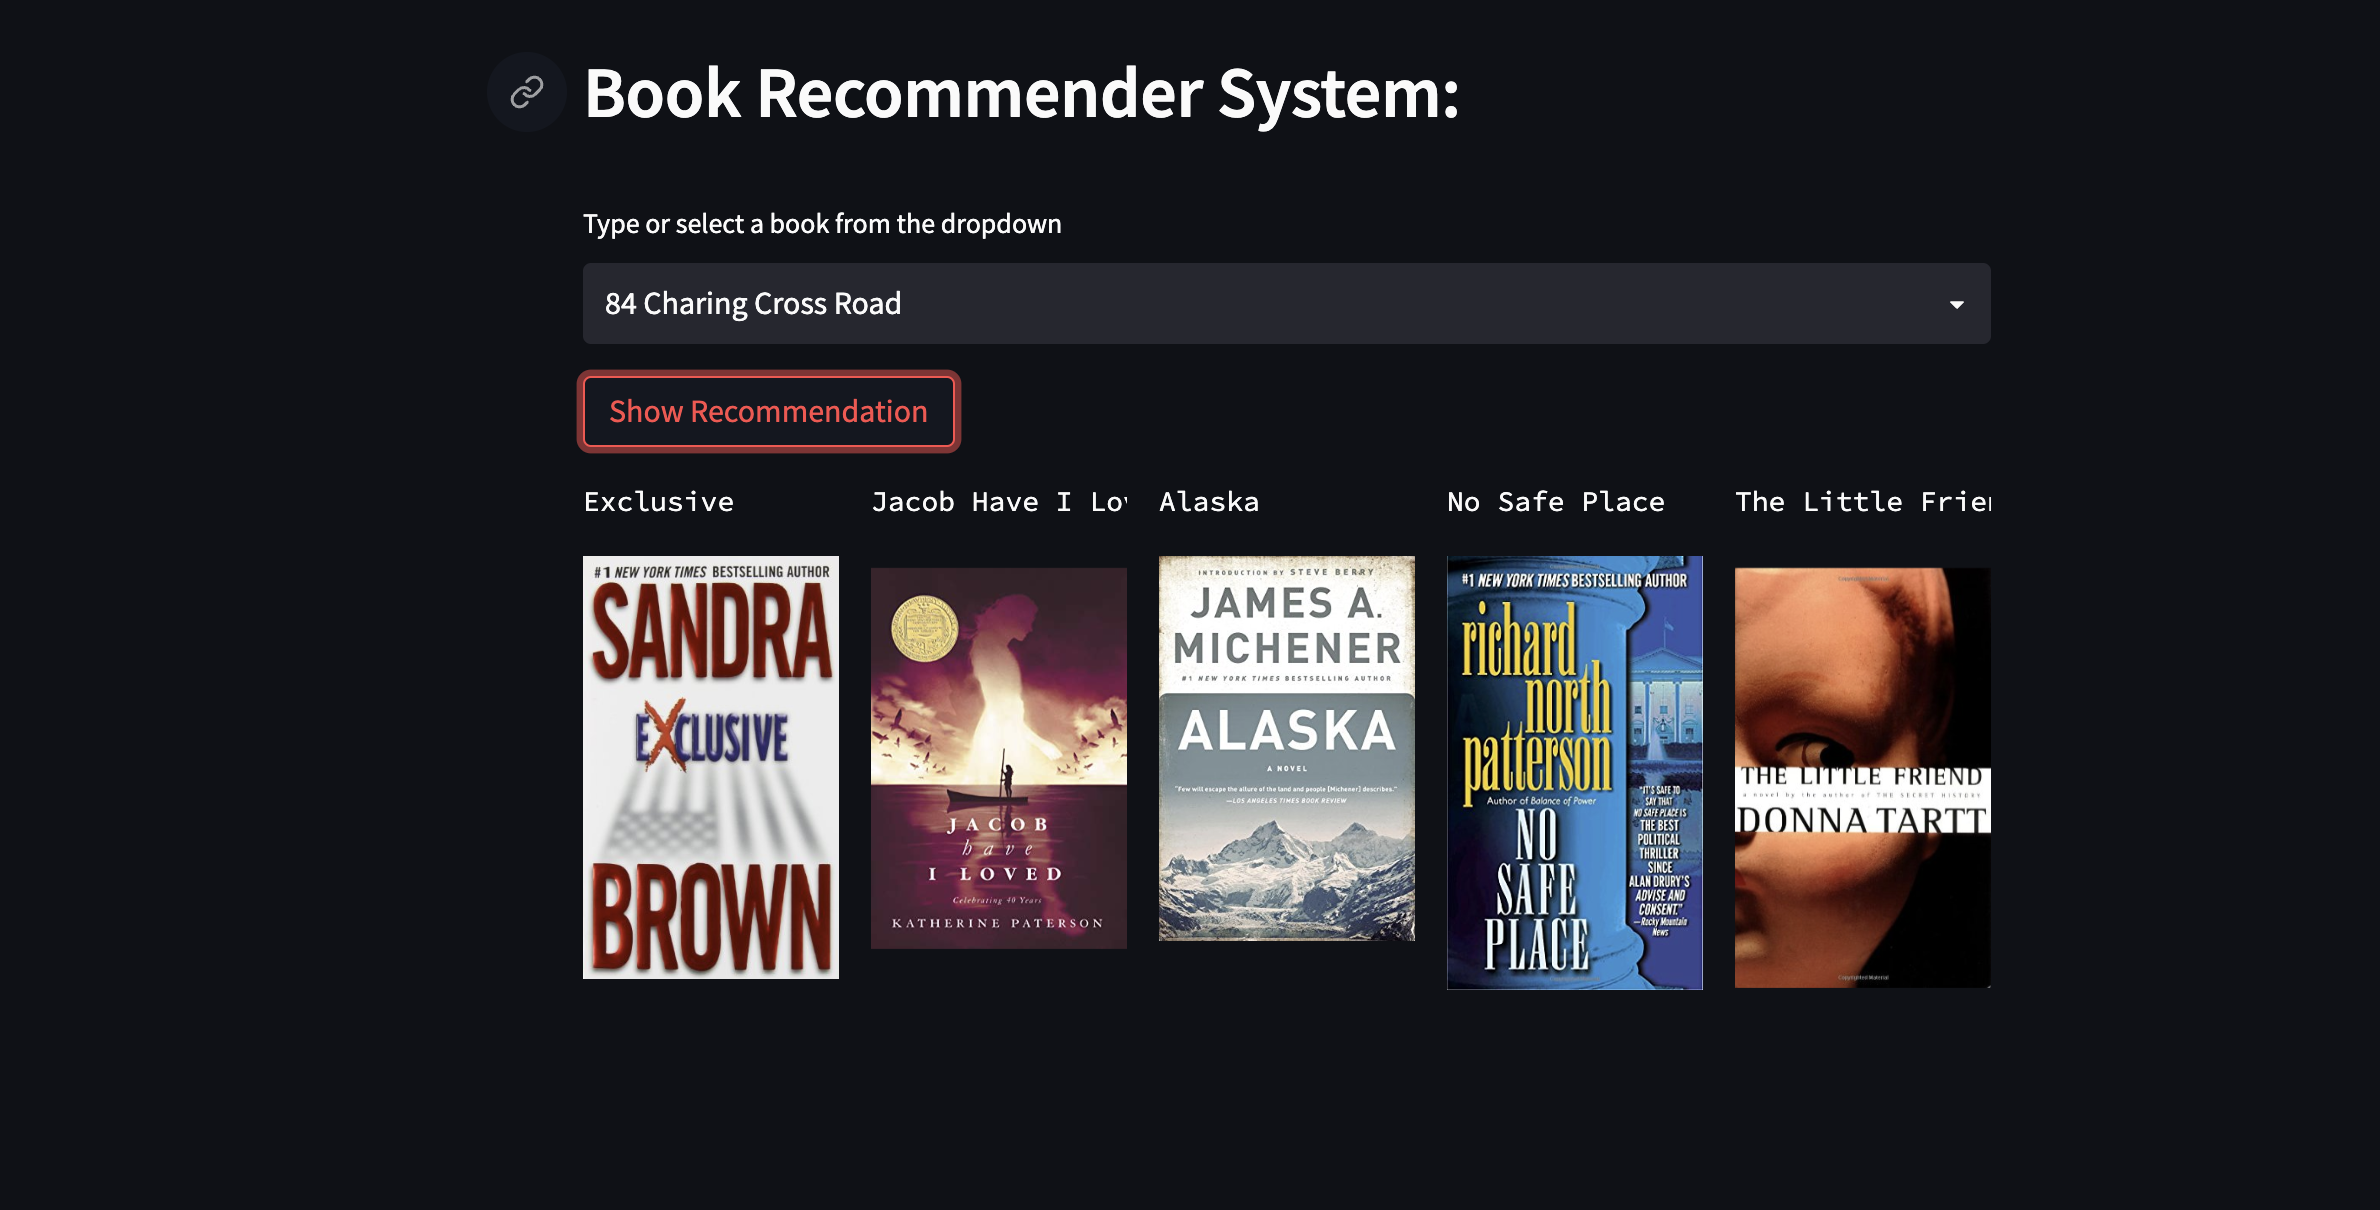 Book Recommender System:
Type or select a book from the dropdown
84 Charing Cross Road
Show Recommendation
Exclusive
#1 NEW YORK TIMES BESTSELLING AUTHOR
SANDRA
EXCLUSIVE
BROWN
Jacob Have I Lov
JACOB
have
I LOVED
Celebrating 40 Years
KATHERINE PATERSON
Alaska
INTRODUCTION BY STEVE BERRY
JAMES A.
MICHENER
#1 NEW YORK TIMES BESTSELLING AUTHOR
ALASKA
A NOVEL
"Few will escape the allure of the land and people [Michener] describes."
—LOS ANGELES TIMES BOOK REVIEW
No Safe Place
#1 NEW YORK TIMES BESTSELLING AUTHOR
richard
north
patterson
Author of Balance of Power
NO
SAFE
PLACE
"IT'S SAFE TO
SAY THAT
NO SAFE PLACE IS
THE BEST
POLITICAL
THRILLER
SINCE
ALAN DRURY'S
ADVISE AND
CONSENT."
—Rocky Mountain
News
The Little Frien
THE LITTLE FRIEND
a novel by the author of THE SECRET HISTORY
DONNA TARTT
Copyrighted Material